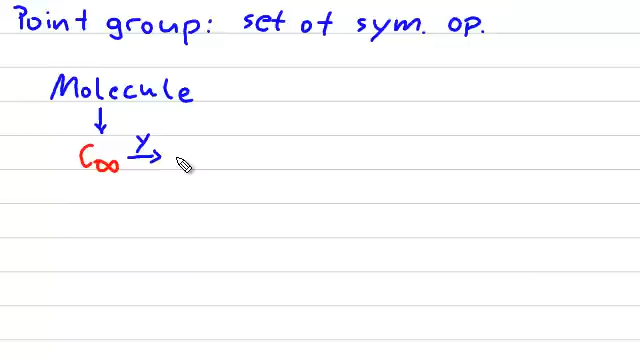 Point group: set of sym. op.
Molecule
↓
C∞ Y→